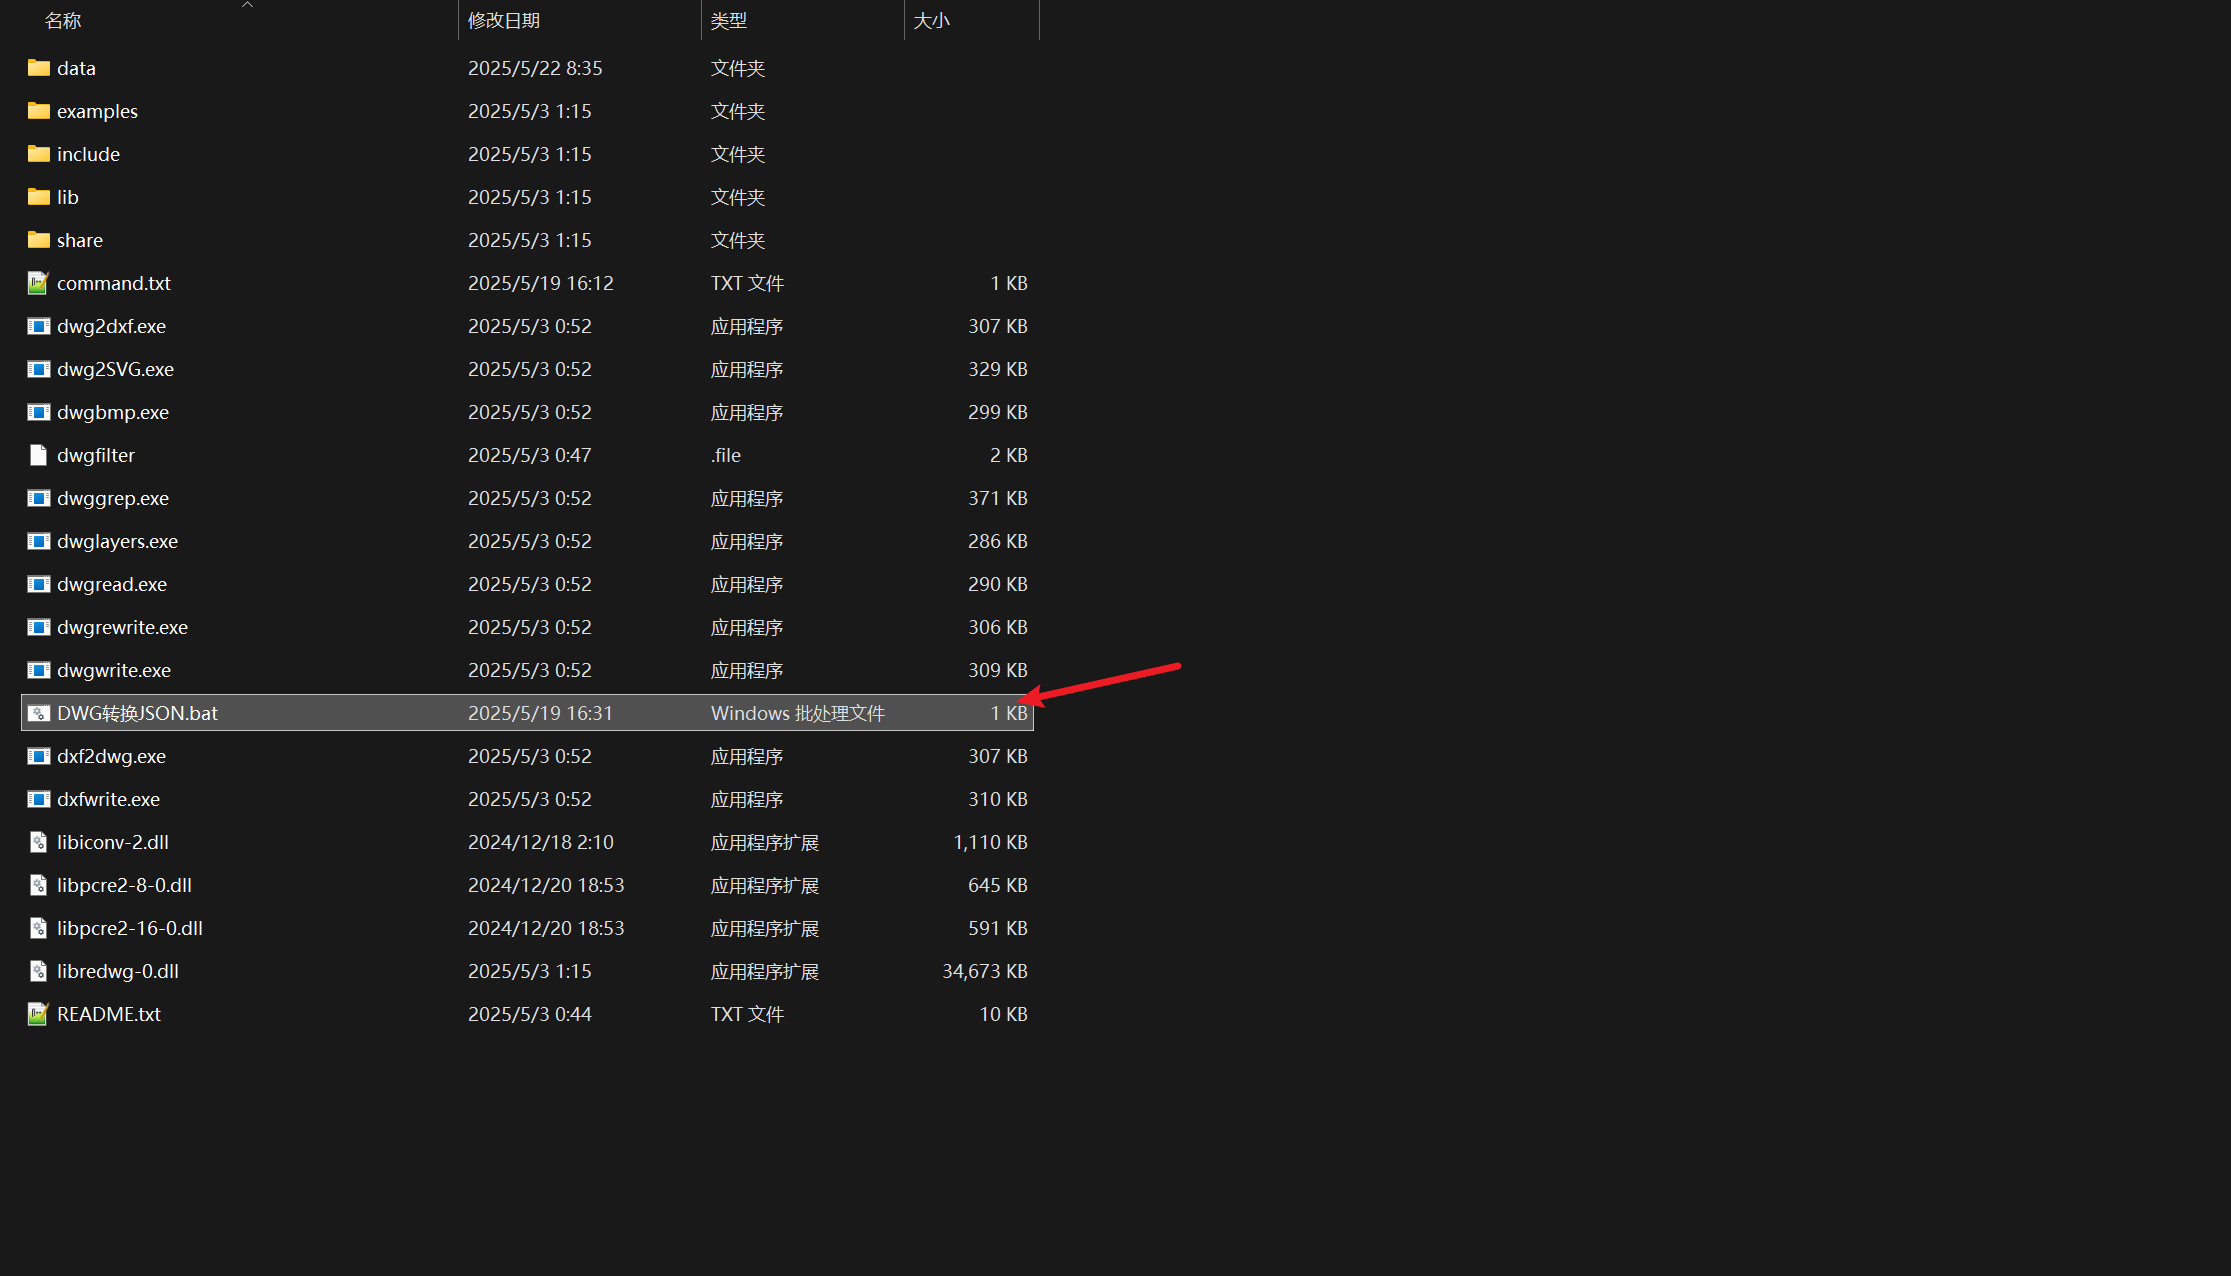 名称 修改日期 类型 大小
data 2025/5/22 8:35 文件夹
examples 2025/5/3 1:15 文件夹
include 2025/5/3 1:15 文件夹
lib 2025/5/3 1:15 文件夹
share 2025/5/3 1:15 文件夹
command.txt 2025/5/19 16:12 TXT 文件 1 KB
dwg2dxf.exe 2025/5/3 0:52 应用程序 307 KB
dwg2SVG.exe 2025/5/3 0:52 应用程序 329 KB
dwgbmp.exe 2025/5/3 0:52 应用程序 299 KB
dwgfilter 2025/5/3 0:47 .file 2 KB
dwggrep.exe 2025/5/3 0:52 应用程序 371 KB
dwglayers.exe 2025/5/3 0:52 应用程序 286 KB
dwgread.exe 2025/5/3 0:52 应用程序 290 KB
dwgrewrite.exe 2025/5/3 0:52 应用程序 306 KB
dwgwrite.exe 2025/5/3 0:52 应用程序 309 KB
DWG转换JSON.bat 2025/5/19 16:31 Windows 批处理文件 1 KB
dxf2dwg.exe 2025/5/3 0:52 应用程序 307 KB
dxfwrite.exe 2025/5/3 0:52 应用程序 310 KB
libiconv-2.dll 2024/12/18 2:10 应用程序扩展 1,110 KB
libpcre2-8-0.dll 2024/12/20 18:53 应用程序扩展 645 KB
libpcre2-16-0.dll 2024/12/20 18:53 应用程序扩展 591 KB
libredwg-0.dll 2025/5/3 1:15 应用程序扩展 34,673 KB
README.txt 2025/5/3 0:44 TXT 文件 10 KB